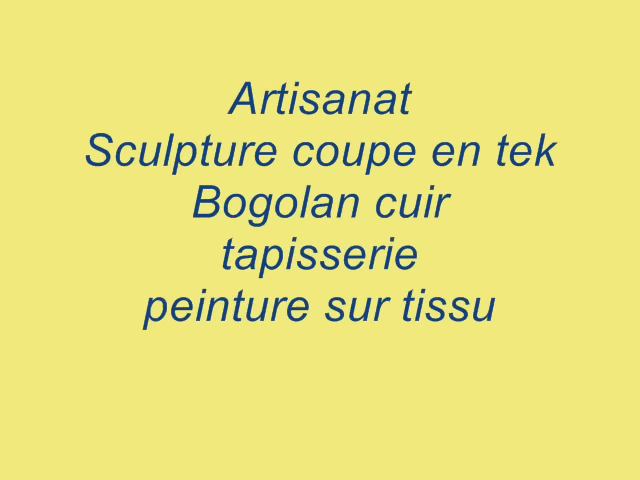 Artisanat
Sculpture coupe en tek
Bogolan cuir
tapisserie
peinture sur tissu